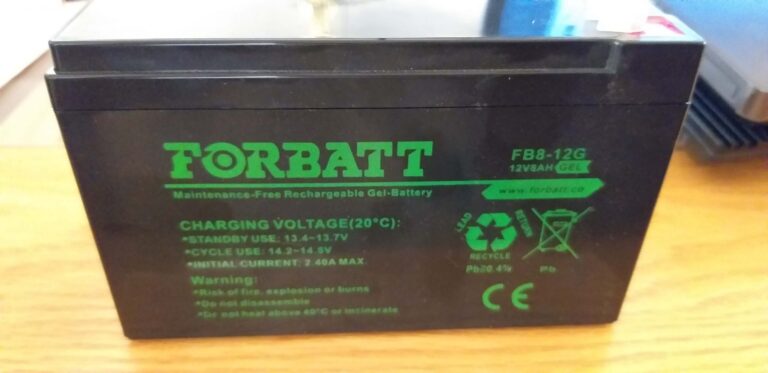 FORBATT
FB8-12G
12V8AH GEL
Maintenance-Free Rechargeable Gel-Battery
www.forbatt.co
CHARGING VOLTAGE(20°C):
*STANDBY USE: 13.4~13.7V
*CYCLE USE: 14.2~14.5V
*INITIAL CURRENT: 2.40A MAX
Warning:
*Risk of fire, explosion or burns
*Do not disassemble
*Do not heat above 40°C or incinerate
LEAD RETURN
RECYCLE
Pb
CE